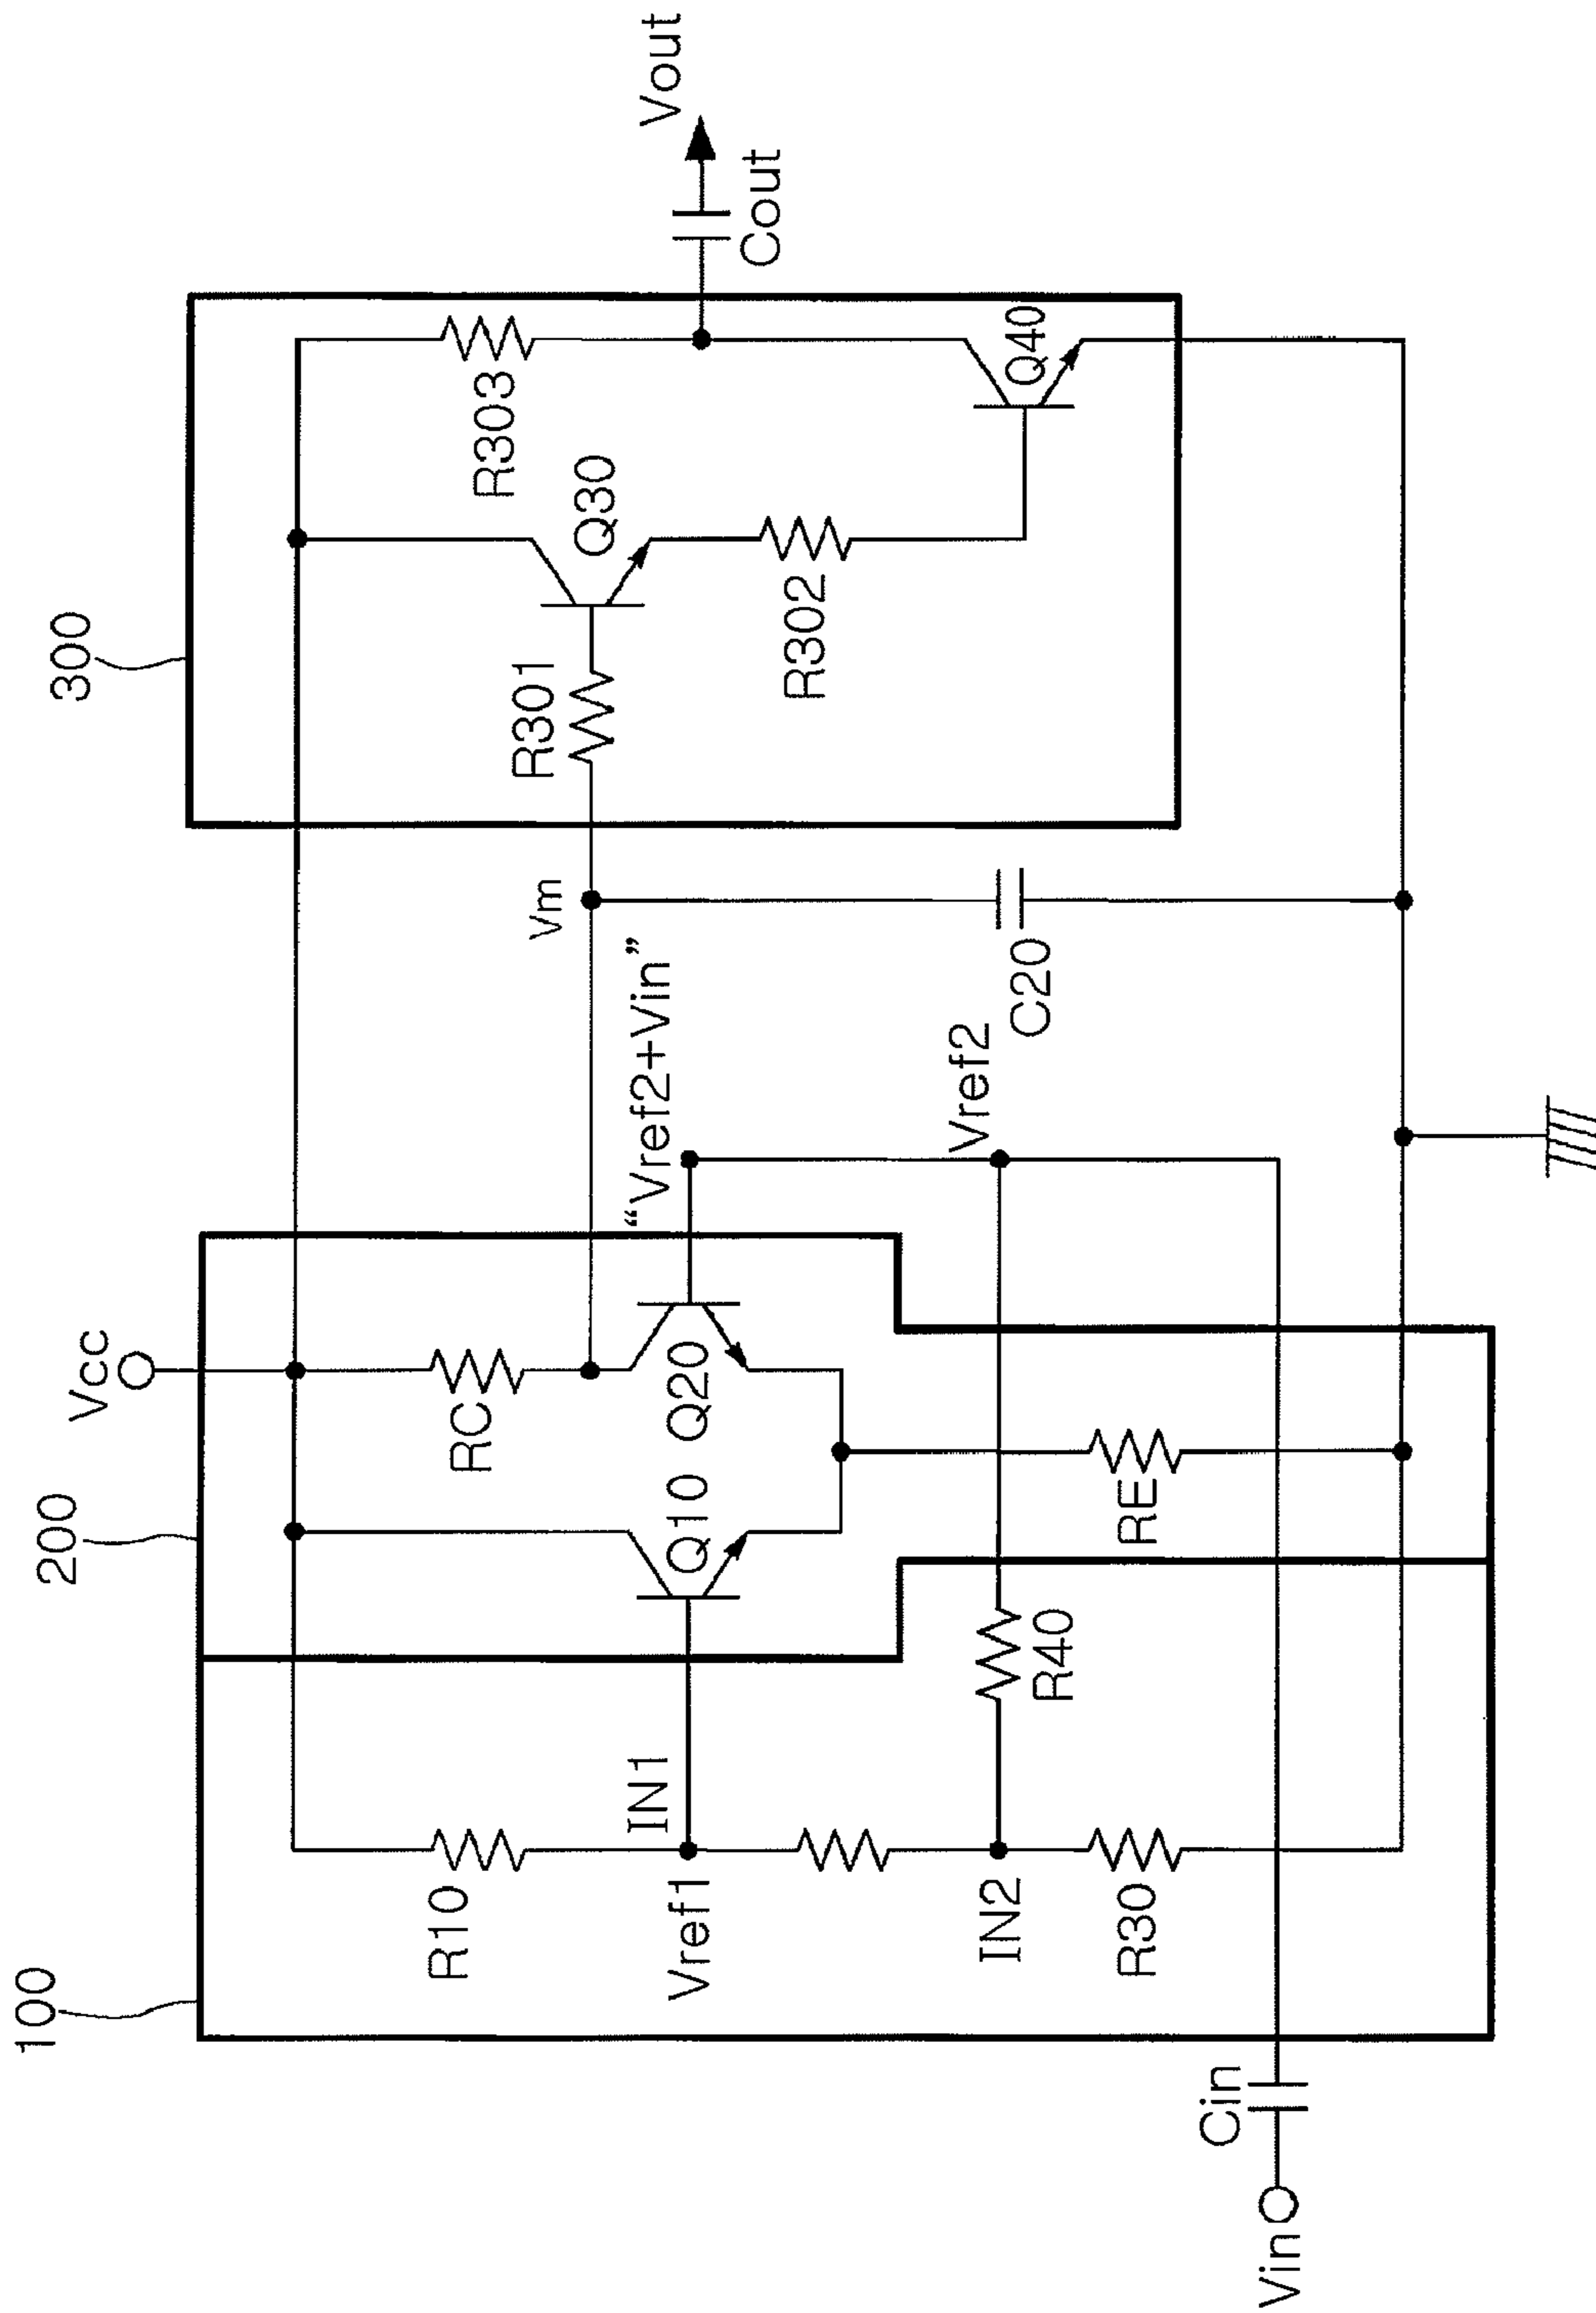 100
200
300
Vcc
R10
RC
R303
Vout
IN1
Vref1
Q10
Q20
"Vref2+Vin"
Vm
R301
Q30
Cout
IN2
R40
Vref2
C20
R302
Q40
R30
RE
Cin
Vin